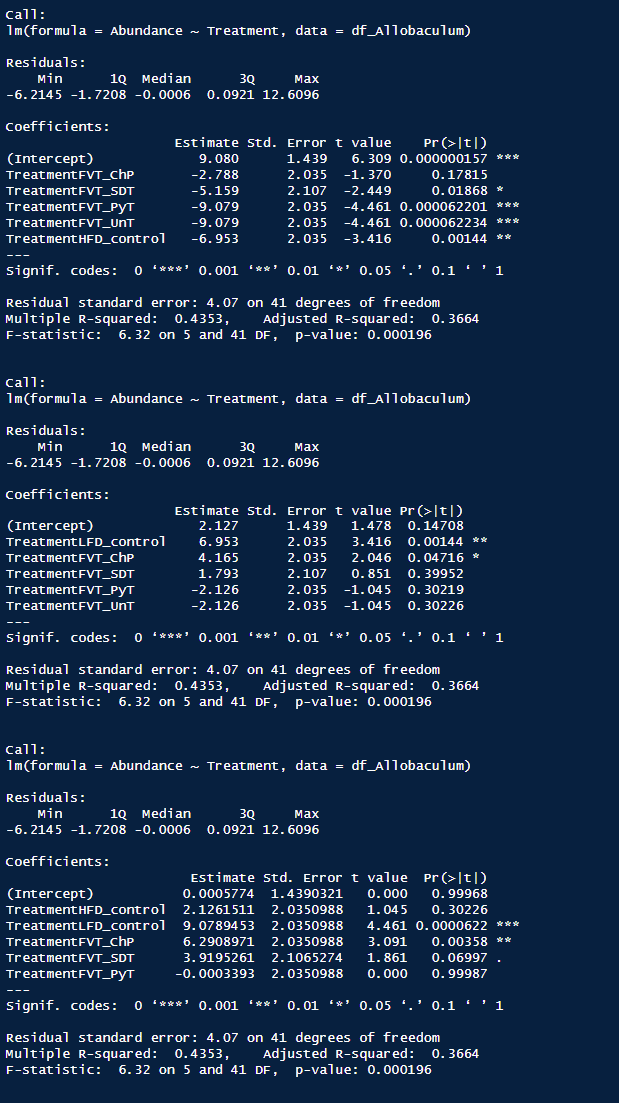 Call:
lm(formula = Abundance ~ Treatment, data = df_Allobaculum)
Residuals:
    Min      1Q  Median      3Q     Max
-6.2145 -1.7208 -0.0006  0.0921 12.6096
Coefficients:
                     Estimate Std. Error t value    Pr(>|t|)
(Intercept)             9.080      1.439   6.309 0.000000157 ***
TreatmentFVT_ChP       -2.788      2.035  -1.370     0.17815
TreatmentFVT_SDT       -5.159      2.107  -2.449     0.01868 *
TreatmentFVT_PyT       -9.079      2.035  -4.461 0.000062201 ***
TreatmentFVT_UnT       -9.079      2.035  -4.461 0.000062234 ***
TreatmentHFD_control   -6.953      2.035  -3.416     0.00144 **
---
Signif. codes:  0 ‘***’ 0.001 ‘**’ 0.01 ‘*’ 0.05 ‘.’ 0.1 ‘ ’ 1
Residual standard error: 4.07 on 41 degrees of freedom
Multiple R-squared:  0.4353,    Adjusted R-squared:  0.3664
F-statistic:  6.32 on 5 and 41 DF,  p-value: 0.000196
Call:
lm(formula = Abundance ~ Treatment, data = df_Allobaculum)
Residuals:
    Min      1Q  Median      3Q     Max
-6.2145 -1.7208 -0.0006  0.0921 12.6096
Coefficients:
                     Estimate Std. Error t value Pr(>|t|)
(Intercept)             2.127      1.439   1.478  0.14708
TreatmentLFD_control    6.953      2.035   3.416  0.00144 **
TreatmentFVT_ChP        4.165      2.035   2.046  0.04716 *
TreatmentFVT_SDT        1.793      2.107   0.851  0.39952
TreatmentFVT_PyT       -2.126      2.035  -1.045  0.30219
TreatmentFVT_UnT       -2.126      2.035  -1.045  0.30226
---
Signif. codes:  0 ‘***’ 0.001 ‘**’ 0.01 ‘*’ 0.05 ‘.’ 0.1 ‘ ’ 1
Residual standard error: 4.07 on 41 degrees of freedom
Multiple R-squared:  0.4353,    Adjusted R-squared:  0.3664
F-statistic:  6.32 on 5 and 41 DF,  p-value: 0.000196
Call:
lm(formula = Abundance ~ Treatment, data = df_Allobaculum)
Residuals:
    Min      1Q  Median      3Q     Max
-6.2145 -1.7208 -0.0006  0.0921 12.6096
Coefficients:
                       Estimate Std. Error t value  Pr(>|t|)
(Intercept)           0.0005774  1.4390321   0.000   0.99968
TreatmentHFD_control  2.1261511  2.0350988   1.045   0.30226
TreatmentLFD_control  9.0789453  2.0350988   4.461 0.0000622 ***
TreatmentFVT_ChP      6.2908971  2.0350988   3.091   0.00358 **
TreatmentFVT_SDT      3.9195261  2.1065274   1.861   0.06997 .
TreatmentFVT_PyT     -0.0003393  2.0350988   0.000   0.99987
---
Signif. codes:  0 ‘***’ 0.001 ‘**’ 0.01 ‘*’ 0.05 ‘.’ 0.1 ‘ ’ 1
Residual standard error: 4.07 on 41 degrees of freedom
Multiple R-squared:  0.4353,    Adjusted R-squared:  0.3664
F-statistic:  6.32 on 5 and 41 DF,  p-value: 0.000196